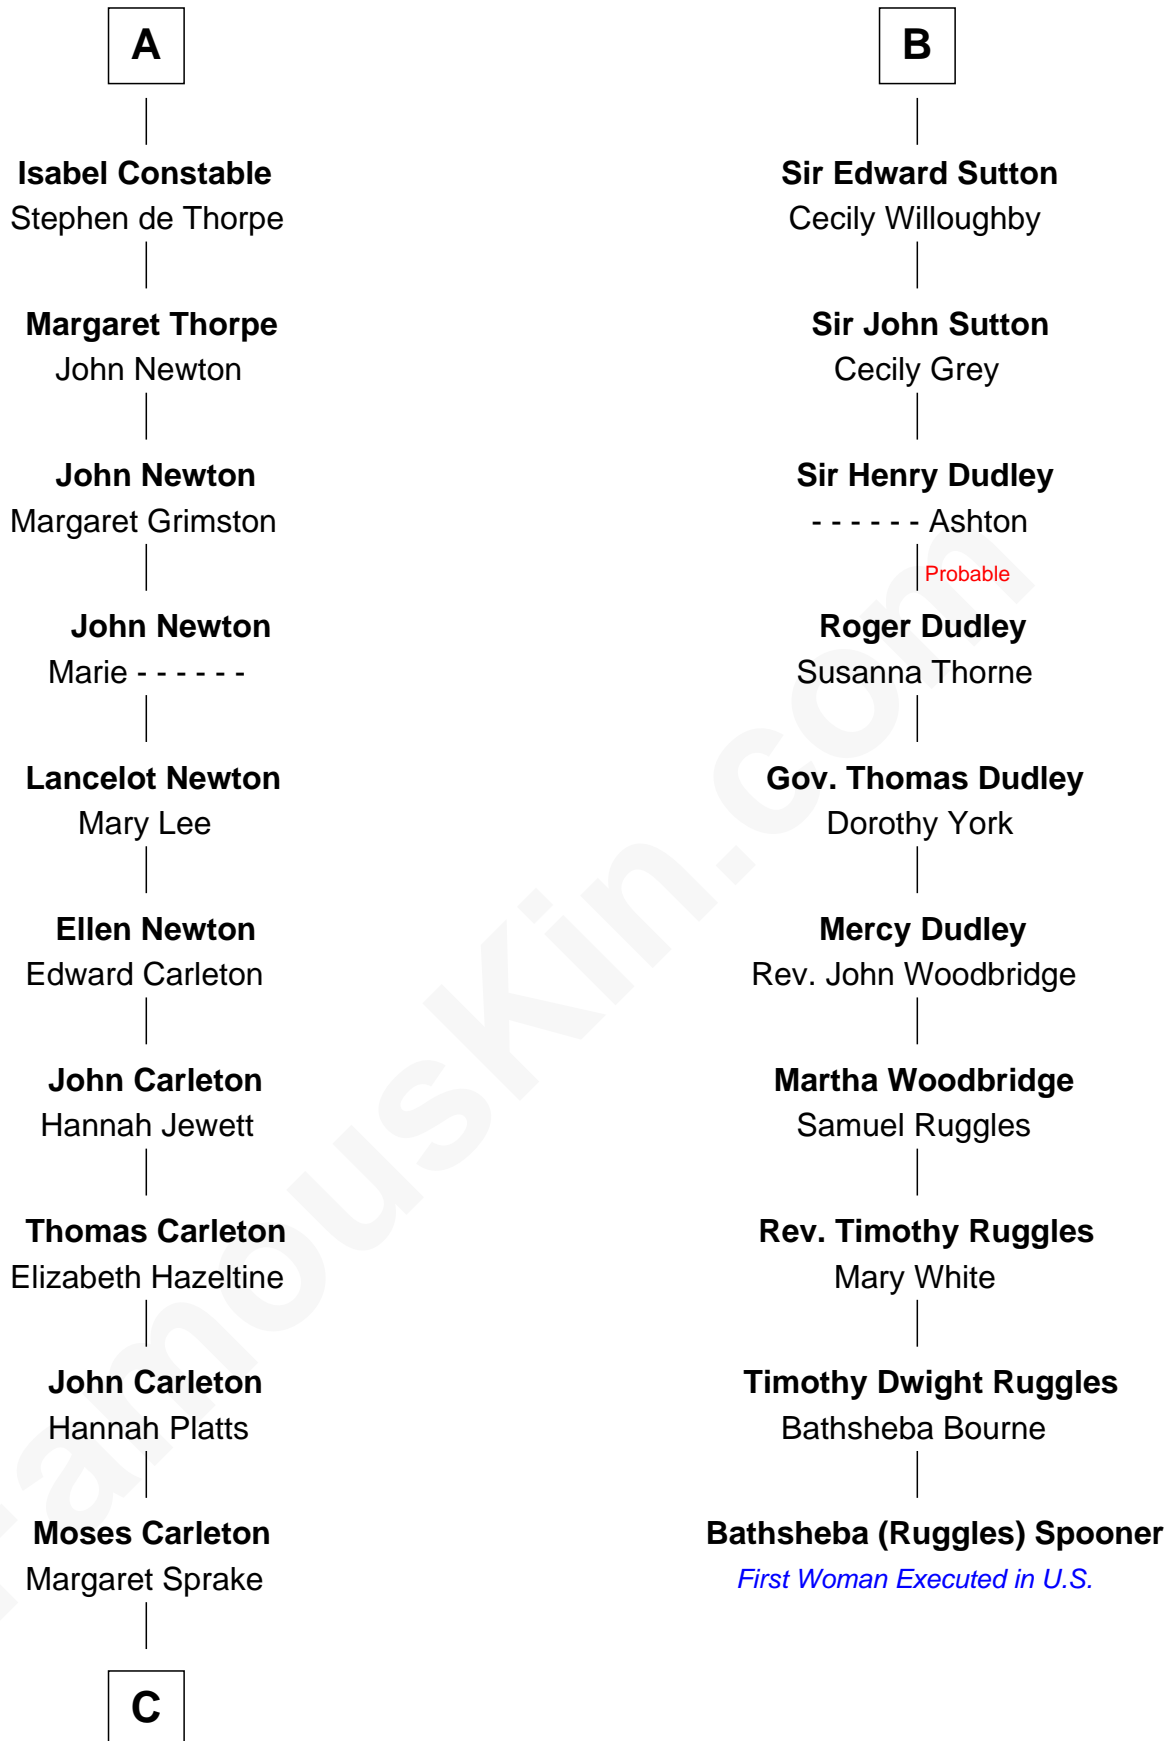 A
Isabel Constable
Stephen de Thorpe
Margaret Thorpe
John Newton
John Newton
Margaret Grimston
John Newton
Marie - - - - - -
Lancelot Newton
Mary Lee
Ellen Newton
Edward Carleton
John Carleton
Hannah Jewett
Thomas Carleton
Elizabeth Hazeltine
John Carleton
Hannah Platts
Moses Carleton
Margaret Sprake
C
B
Sir Edward Sutton
Cecily Willoughby
Sir John Sutton
Cecily Grey
Sir Henry Dudley
- - - - - - Ashton
Probable
Roger Dudley
Susanna Thorne
Gov. Thomas Dudley
Dorothy York
Mercy Dudley
Rev. John Woodbridge
Martha Woodbridge
Samuel Ruggles
Rev. Timothy Ruggles
Mary White
Timothy Dwight Ruggles
Bathsheba Bourne
Bathsheba (Ruggles) Spooner
First Woman Executed in U.S.
FamousKin.com